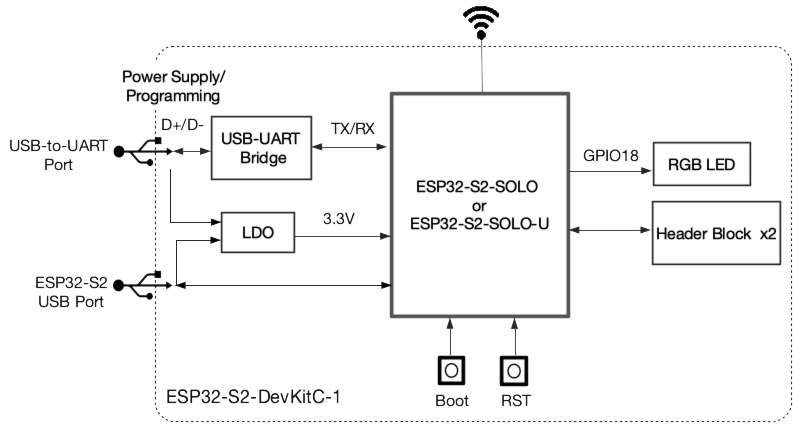 Power Supply/
Programming
D+/D-
USB-to-UART
Port
USB-UART
Bridge
TX/RX
ESP32-S2-SOLO
or
ESP32-S2-SOLO-U
GPIO18
RGB LED
LDO
3.3V
Header Block x2
ESP32-S2
USB Port
Boot
RST
ESP32-S2-DevKitC-1